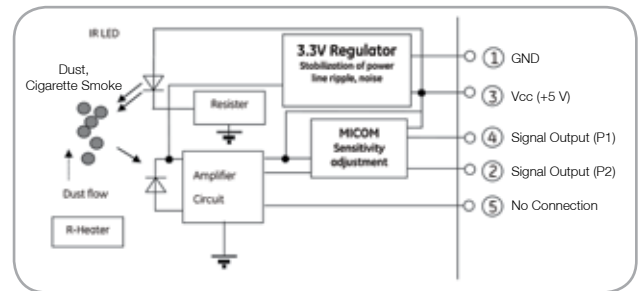 IR LED
Dust,
Cigarette Smoke
Dust flow
R-Heater
3.3V Regulator
Stabilization of power
line ripple, noise
Resister
MICOM
Sensitivity
adjustment
Amplifier
Circuit
1 GND
3 Vcc (+5 V)
4 Signal Output (P1)
2 Signal Output (P2)
5 No Connection